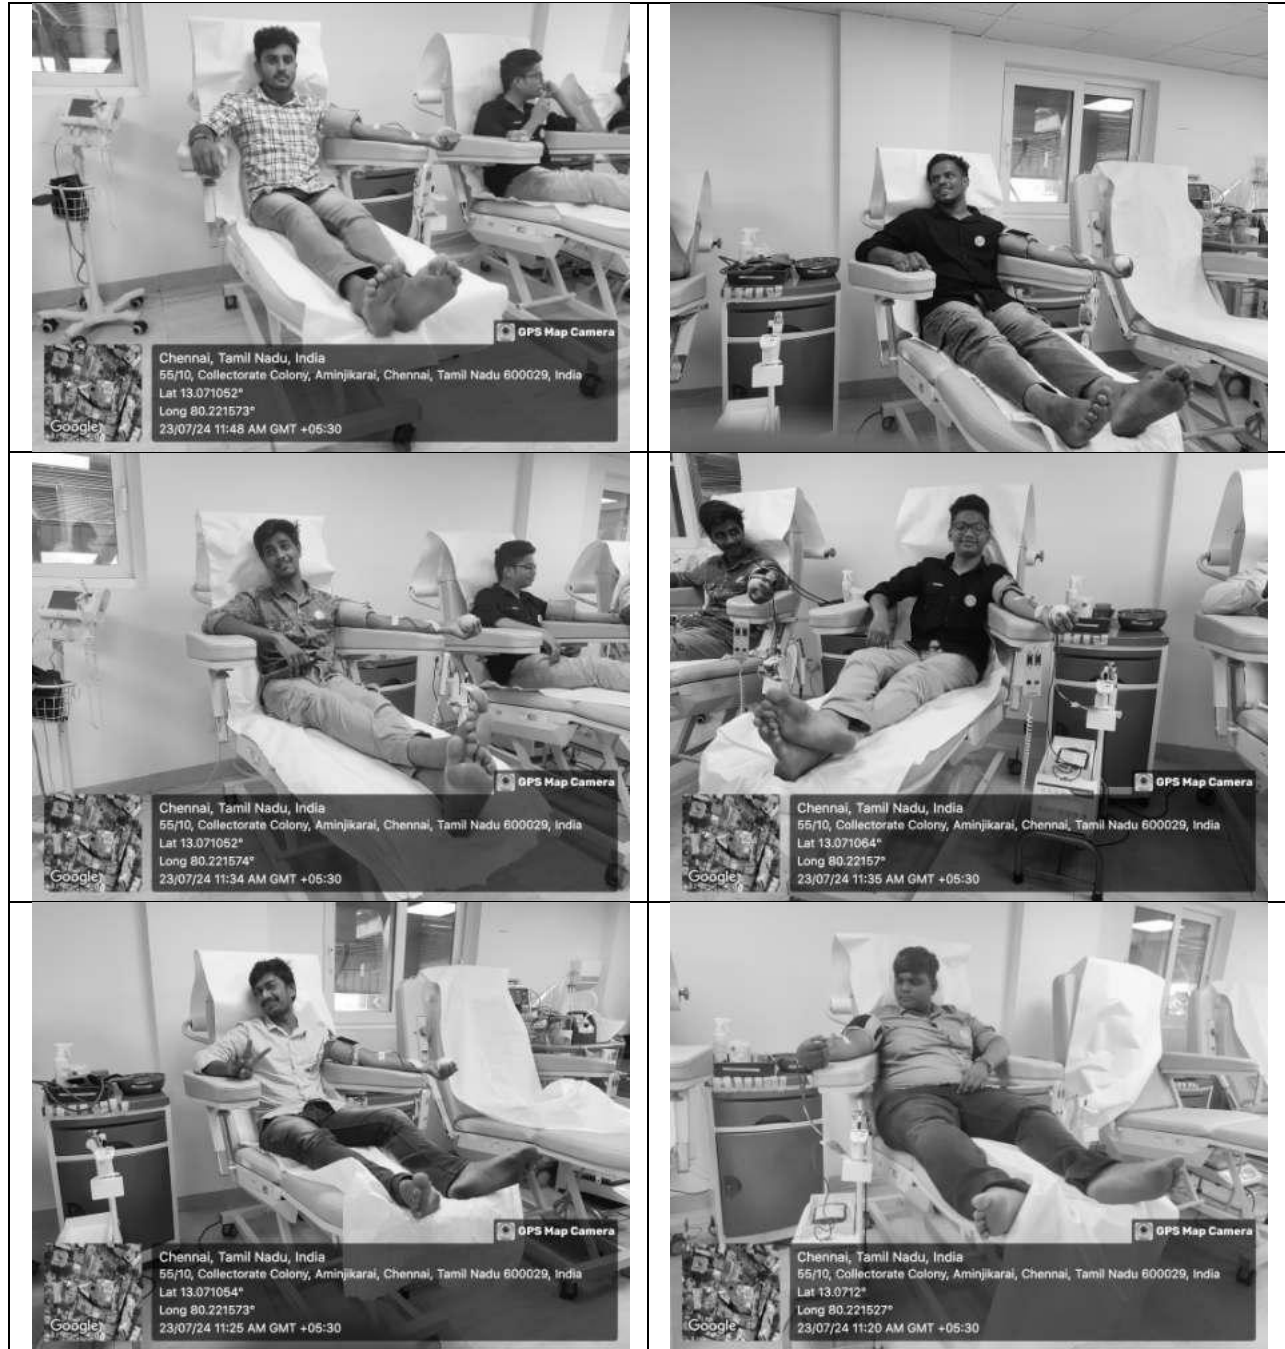 GPS Map Camera
Chennai, Tamil Nadu, India
55/10, Collectorate Colony, Aminjikarai, Chennai, Tamil Nadu 600029, India
Lat 13.071052°
Long 80.221573°
23/07/24 11:48 AM GMT +05:30
Google
GPS Map Camera
Chennai, Tamil Nadu, India
55/10, Collectorate Colony, Aminjikarai, Chennai, Tamil Nadu 600029, India
Lat 13.071052°
Long 80.221574°
23/07/24 11:34 AM GMT +05:30
Google
GPS Map Camera
Chennai, Tamil Nadu, India
55/10, Collectorate Colony, Aminjikarai, Chennai, Tamil Nadu 600029, India
Lat 13.071064°
Long 80.22157°
23/07/24 11:35 AM GMT +05:30
Google
GPS Map Camera
Chennai, Tamil Nadu, India
55/10, Collectorate Colony, Aminjikarai, Chennai, Tamil Nadu 600029, India
Lat 13.071054°
Long 80.221573°
23/07/24 11:25 AM GMT +05:30
Google
GPS Map Camera
Chennai, Tamil Nadu, India
55/10, Collectorate Colony, Aminjikarai, Chennai, Tamil Nadu 600029, India
Lat 13.0712°
Long 80.221527°
23/07/24 11:20 AM GMT +05:30
Google